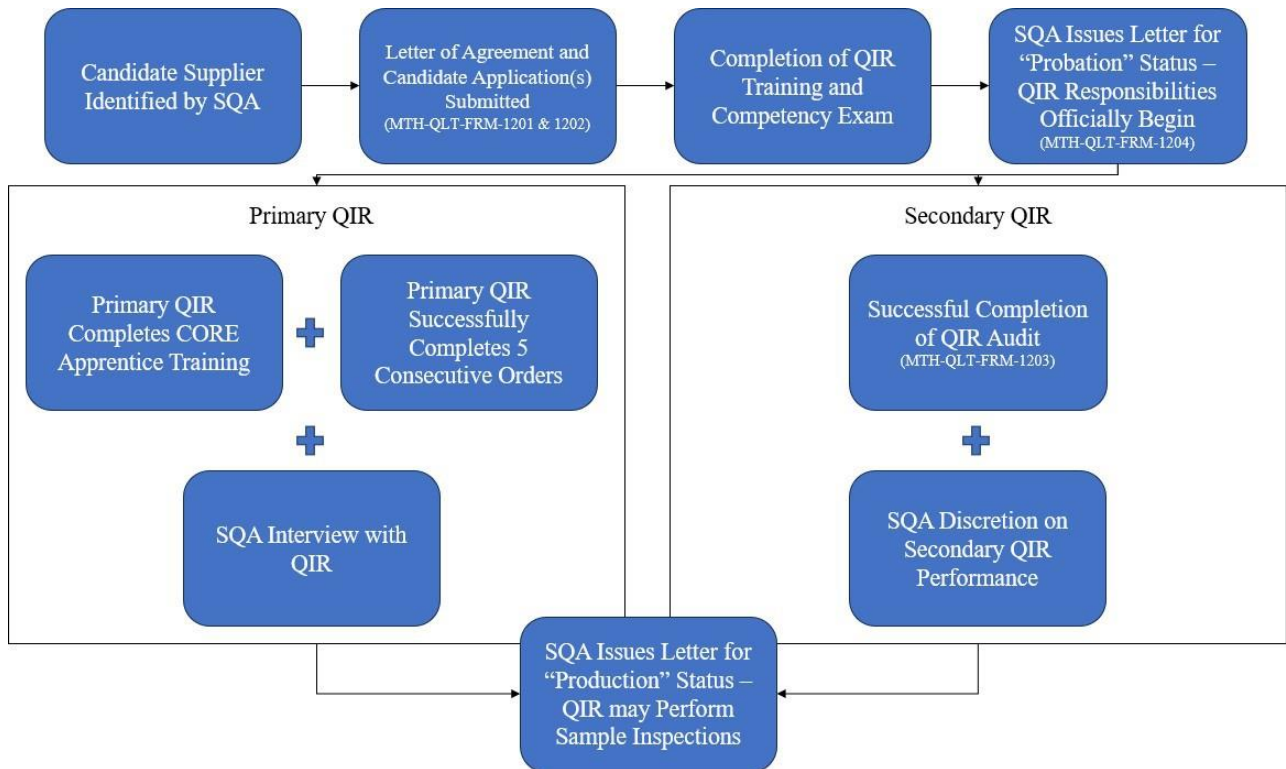 Candidate Supplier
Identified by SQA
Letter of Agreement and
Candidate Application(s)
Submitted
(MTH-QLT-FRM-1201 & 1202)
Completion of QIR
Training and
Competency Exam
SQA Issues Letter for
“Probation” Status –
QIR Responsibilities
Officially Begin
(MTH-QLT-FRM-1204)
Primary QIR
Primary QIR
Completes CORE
Apprentice Training
Primary QIR
Successfully
Completes 5
Consecutive Orders
SQA Interview with
QIR
Secondary QIR
Successful Completion
of QIR Audit
(MTH-QLT-FRM-1203)
SQA Discretion on
Secondary QIR
Performance
SQA Issues Letter for
“Production” Status –
QIR may Perform
Sample Inspections